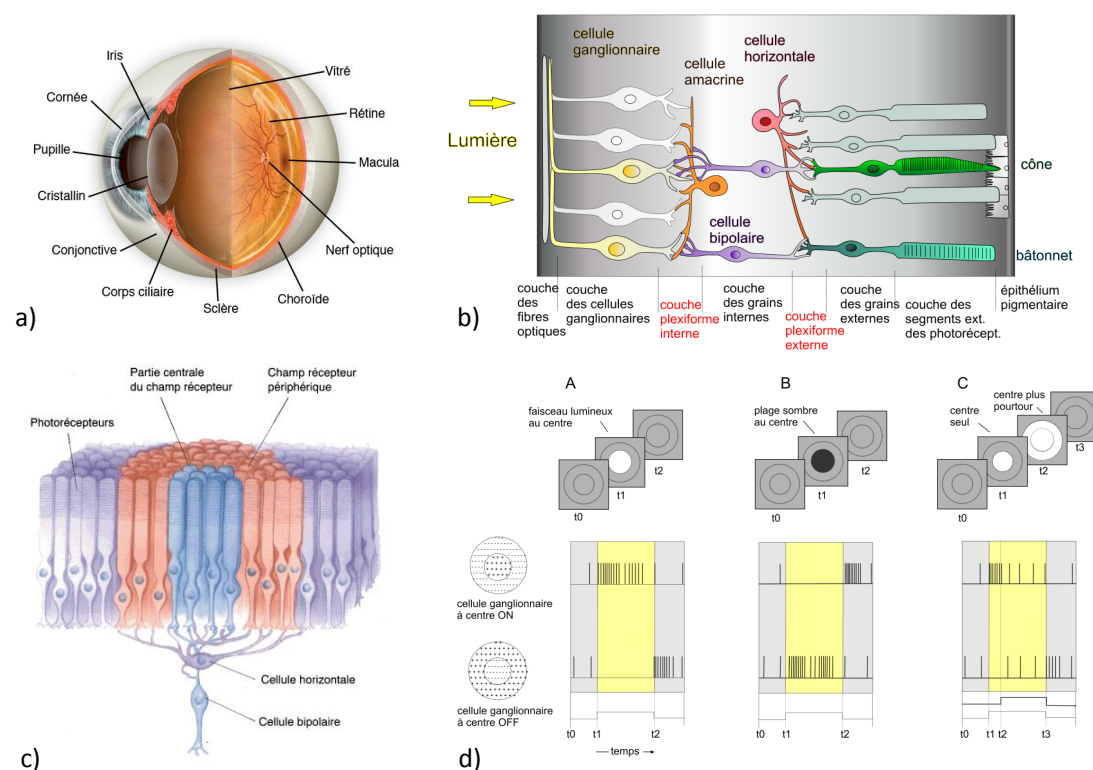 a)
Iris
Cornée
Pupille
Cristallin
Conjonctive
Corps ciliaire
Sclère
Vitré
Rétine
Macula
Nerf optique
Choroïde
b)
cellule
ganglionnaire
cellule
amacrine
cellule
horizontale
Lumière
cône
cellule
bipolaire
bâtonnet
couche
des
fibres
optiques
couche
des cellules
ganglionnaires
couche
plexiforme
interne
couche
des grains
internes
couche
plexiforme
externe
couche
des grains
externes
couche des
segments ext.
des photorécept.
épithélium
pigmentaire
c)
Partie centrale
du champ récepteur
Champ récepteur
périphérique
Photorécepteurs
Cellule horizontale
Cellule bipolaire
d)
A
faisceau lumineux
au centre
t0
t1
t2
B
plage sombre
au centre
t0
t1
t2
C
centre plus
pourtour
centre
seul
t0
t1
t2
t3
cellule ganglionnaire
à centre ON
cellule ganglionnaire
à centre OFF
t0 t1 t2
temps
t0 t1 t2
t0 t1 t2 t3